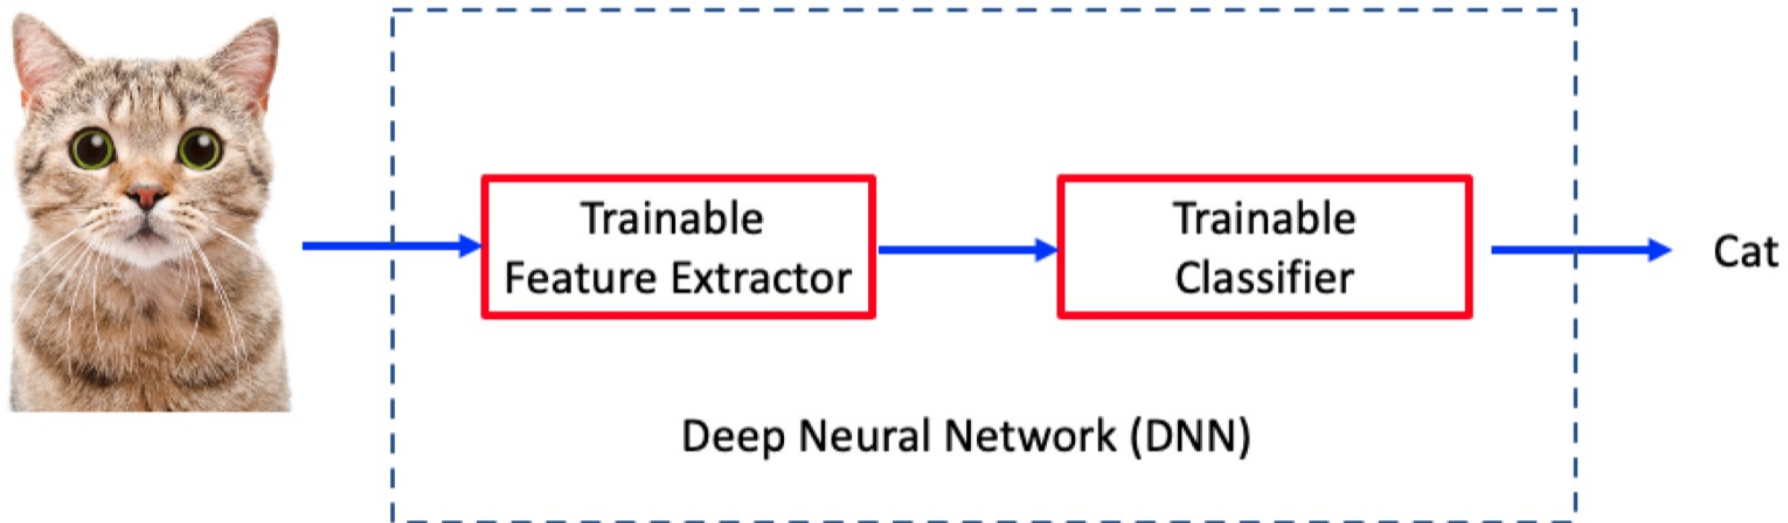 Trainable
Feature Extractor
Trainable
Classifier
Cat
Deep Neural Network (DNN)